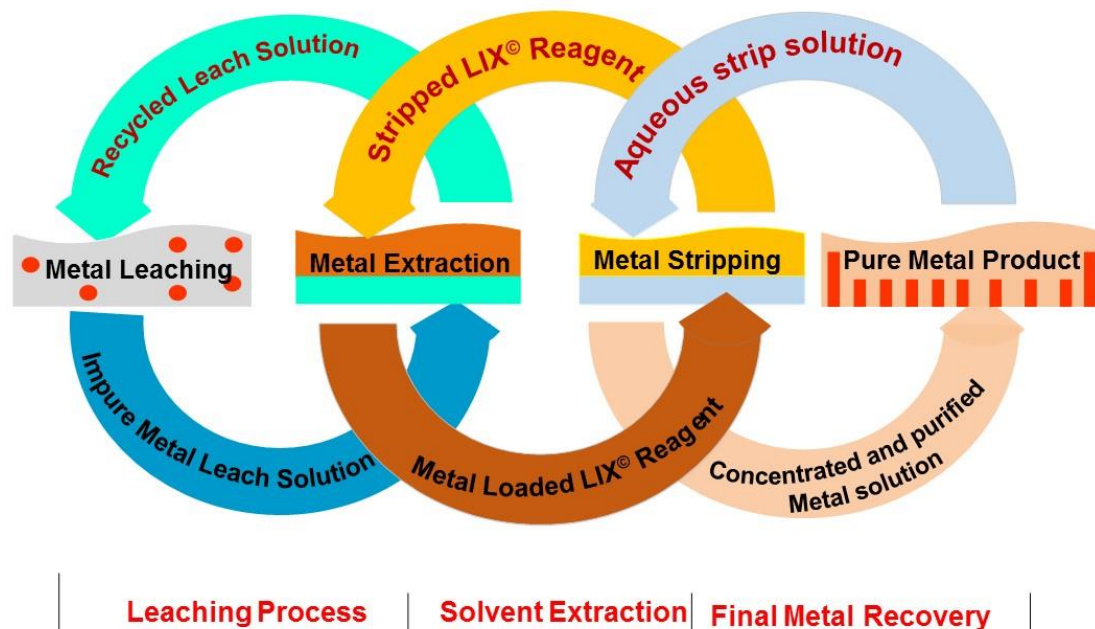 Recycled Leach Solution
Stripped LIX© Reagent
Aqueous strip solution
Metal Leaching
Metal Extraction
Metal Stripping
Pure Metal Product
Impure Metal Leach Solution
Metal Loaded LIX© Reagent
Concentrated and purified
Metal solution
Leaching Process
Solvent Extraction
Final Metal Recovery